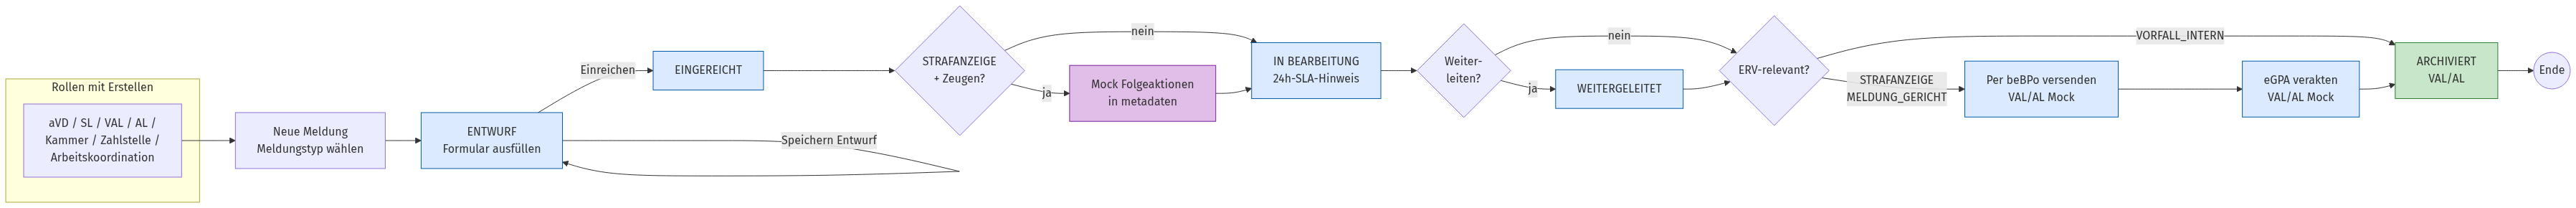 Rollen mit Erstellen
aVD / SL / VAL / AL /
Kammer / Zahlstelle /
Arbeitskoordination
Neue Meldung
Meldungstyp wählen
ENTWURF
Formular ausfüllen
Einreichen
Speichern Entwurf
EINGEREICHT
STRAFANZEIGE
+ Zeugen?
nein
ja
Mock Folgeaktionen
in metadaten
IN BEARBEITUNG
24h-SLA-Hinweis
Weiter-
leiten?
nein
ja
WEITERGELEITET
ERV-relevant?
VORFALL_INTERN
STRAFANZEIGE
MELDUNG_GERICHT
Per beBPo versenden
VAL/AL Mock
eGPA verakten
VAL/AL Mock
ARCHIVIERT
VAL/AL
Ende